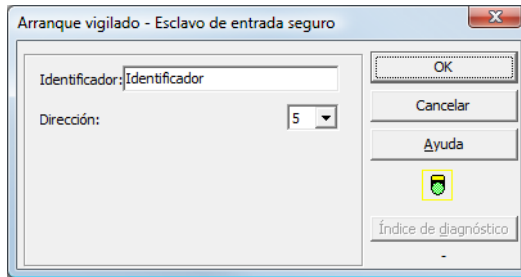 Arranque vigilado - Esclavo de entrada seguro
Identificador: Identificador
Dirección: 5
OK
Cancelar
Ayuda
Índice de diagnóstico
-